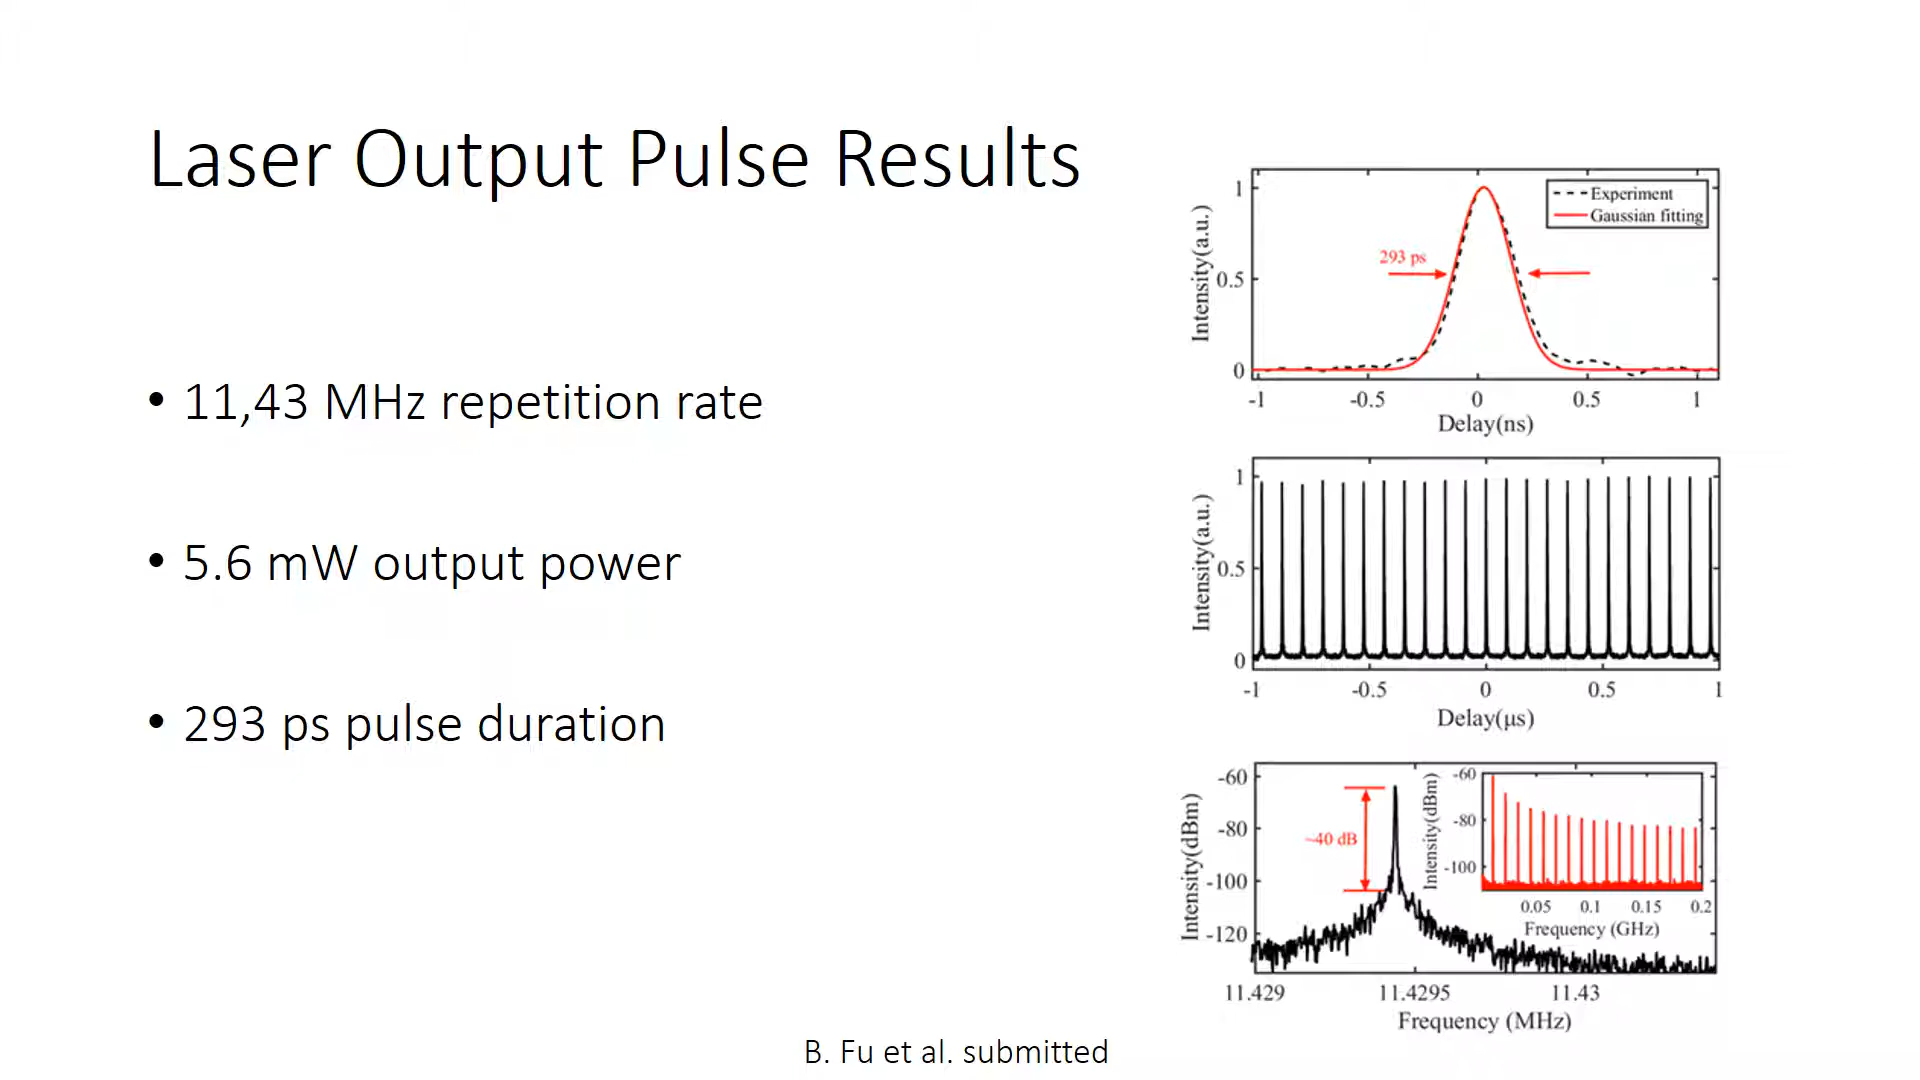 Laser Output Pulse Results
• 11,43 MHz repetition rate
• 5.6 mW output power
• 293 ps pulse duration
1
0.5
0
Intensity(a.u.)
Experiment
Gaussian fitting
293 ps
-1 -0.5 0 0.5 1
Delay(ns)
1
0.5
0
Intensity(a.u.)
-1 -0.5 0 0.5 1
Delay(μs)
-60
-80
-100
-120
Intensity(dBm)
~40 dB
-60
-80
-100
Intensity(dBm)
0.05 0.1 0.15 0.2
Frequency (GHz)
11.429 11.4295 11.43
Frequency (MHz)
B. Fu et al. submitted